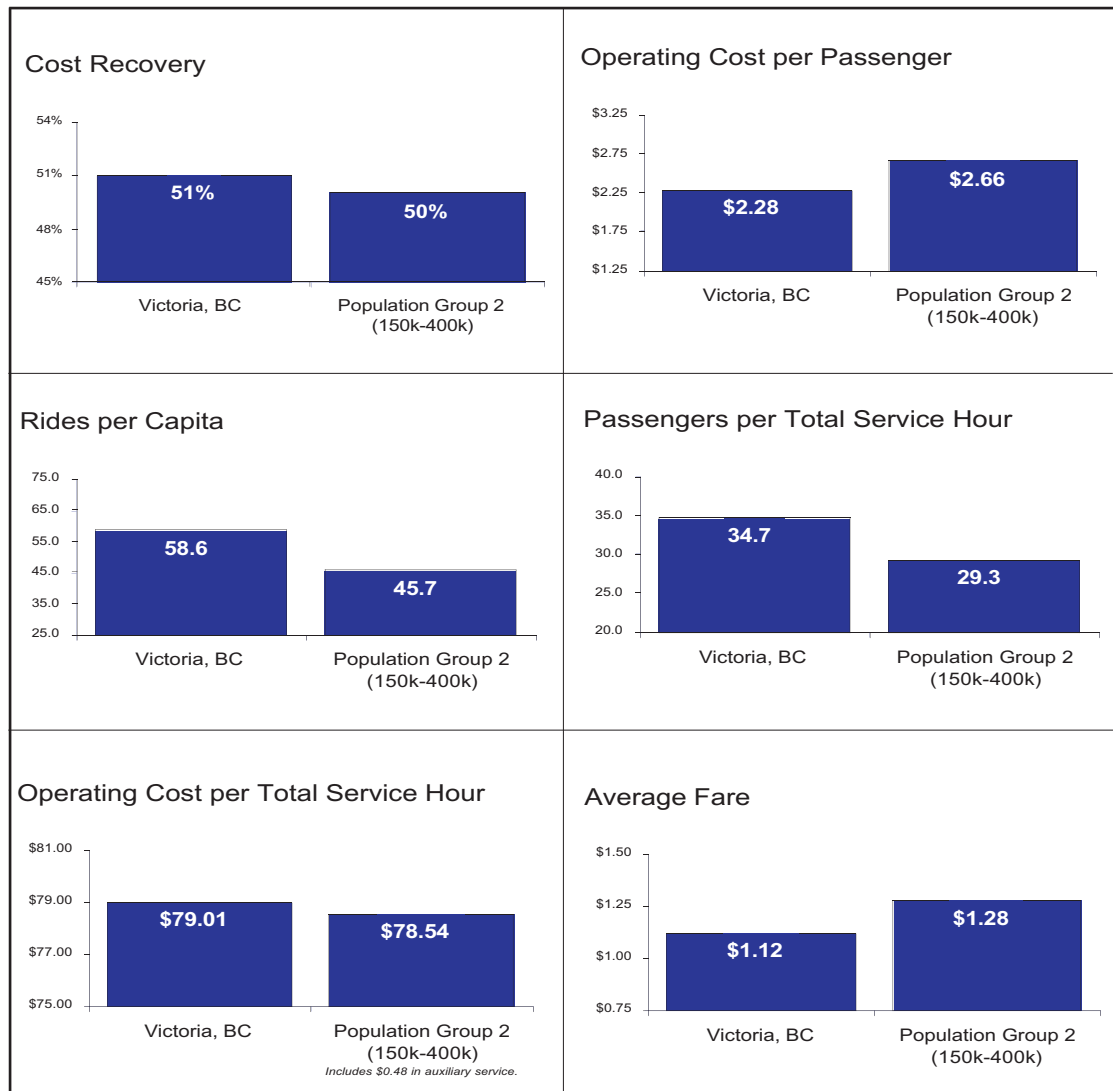 Cost Recovery
54%
51%
48%
45%
51%
50%
Victoria, BC
Population Group 2
(150k-400k)
Operating Cost per Passenger
$3.25
$2.75
$2.25
$1.75
$1.25
$2.28
$2.66
Victoria, BC
Population Group 2
(150k-400k)
Rides per Capita
75.0
65.0
55.0
45.0
35.0
25.0
58.6
45.7
Victoria, BC
Population Group 2
(150k-400k)
Passengers per Total Service Hour
40.0
35.0
30.0
25.0
20.0
34.7
29.3
Victoria, BC
Population Group 2
(150k-400k)
Operating Cost per Total Service Hour
$81.00
$79.00
$77.00
$75.00
$79.01
$78.54
Victoria, BC
Population Group 2
(150k-400k)
Includes $0.48 in auxiliary service.
Average Fare
$1.50
$1.25
$1.00
$0.75
$1.12
$1.28
Victoria, BC
Population Group 2
(150k-400k)